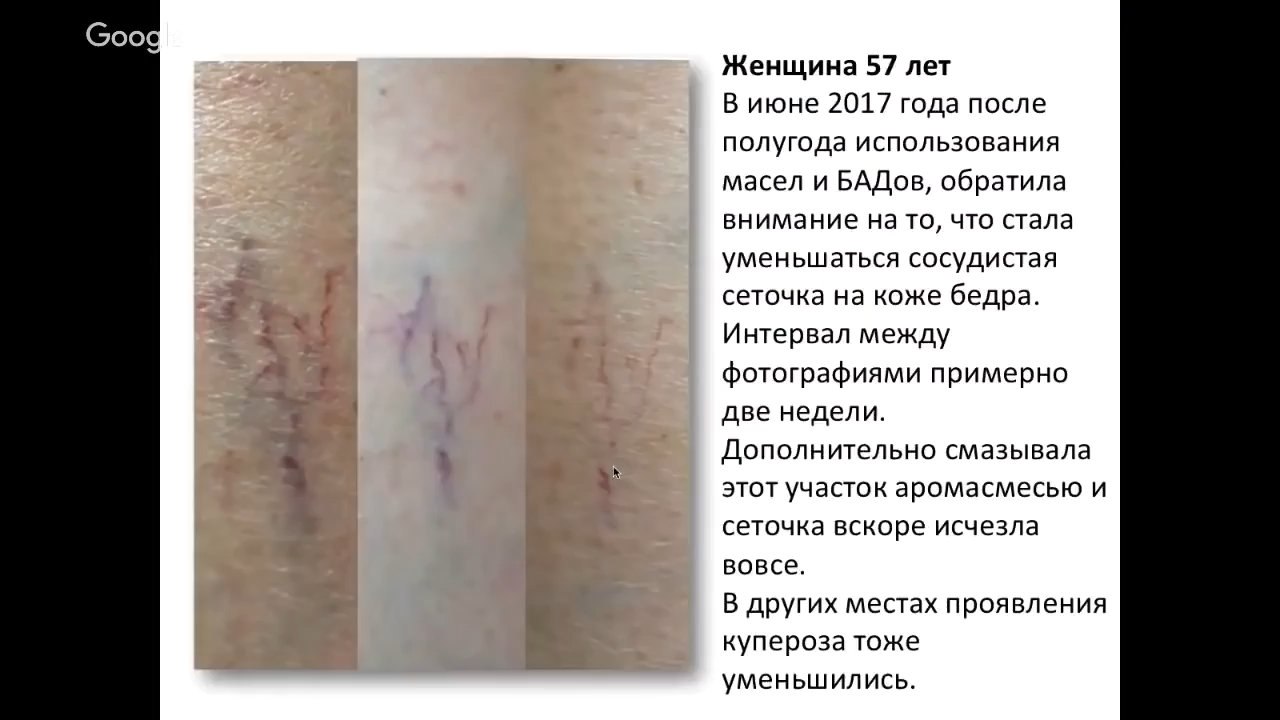 Google
Женщина 57 лет
В июне 2017 года после
полугода использования
масел и БАДов, обратила
внимание на то, что стала
уменьшаться сосудистая
сеточка на коже бедра.
Интервал между
фотографиями примерно
две недели.
Дополнительно смазывала
этот участок аромасмесью и
сеточка вскоре исчезла
вовсе.
В других местах проявления
купероза тоже
уменьшились.